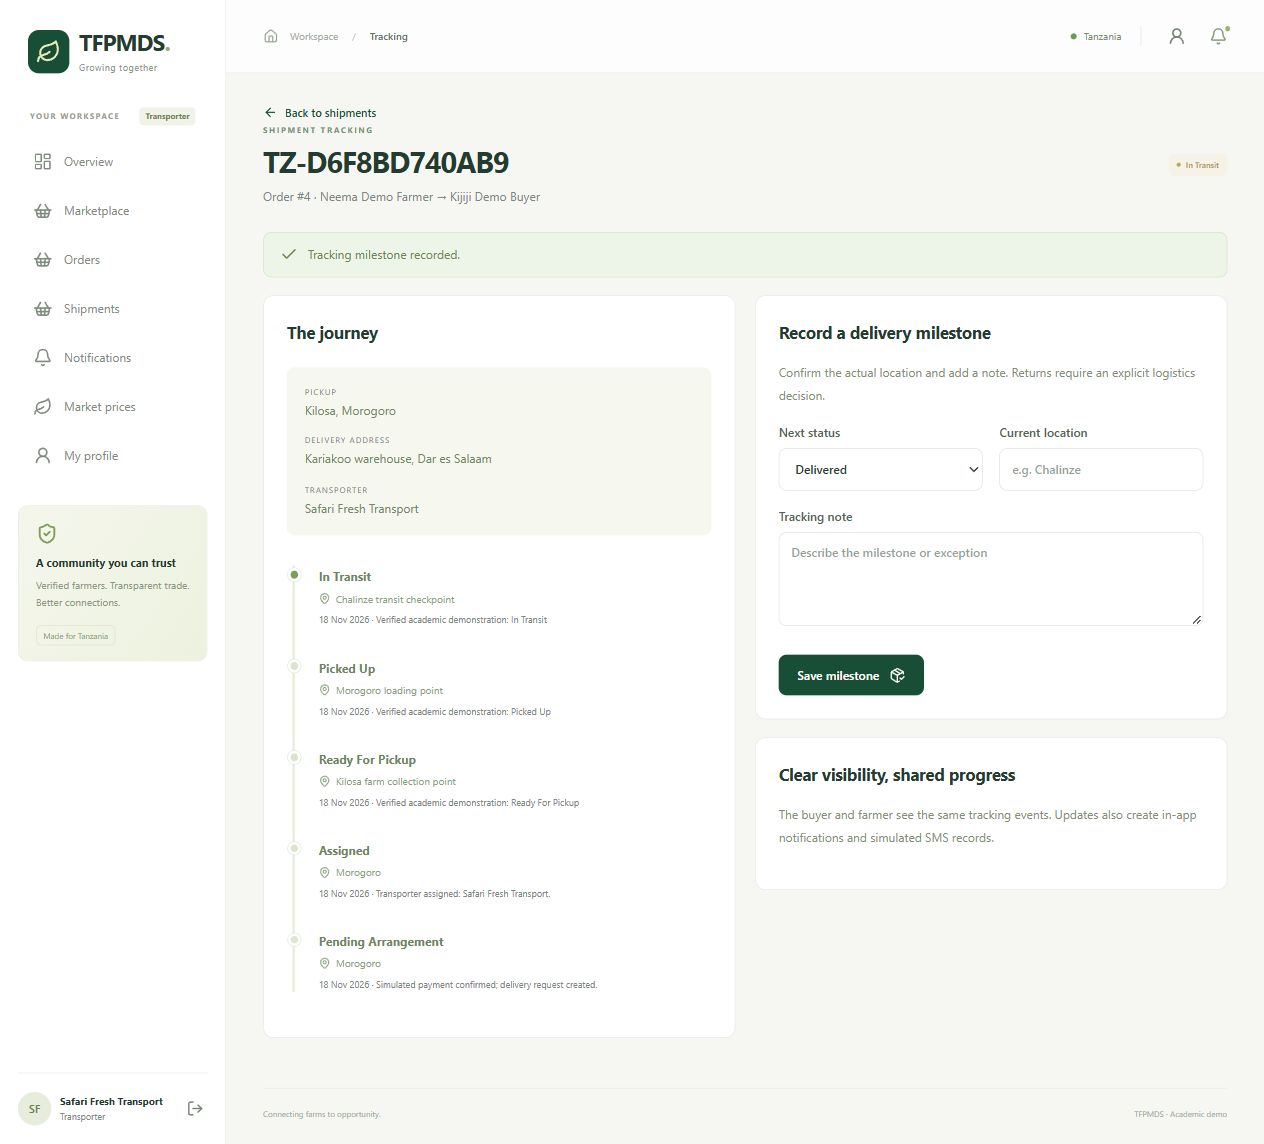 TFPMDS.
Growing together
YOUR WORKSPACE
Transporter
Overview
Marketplace
Orders
Shipments
Notifications
Market prices
My profile
A community you can trust
Verified farmers. Transparent trade.
Better connections.
Made for Tanzania
SF
Safari Fresh Transport
Transporter
Workspace / Tracking
Tanzania
Back to shipments
SHIPMENT TRACKING
TZ-D6F8BD740AB9
In Transit
Order #4 · Neema Demo Farmer → Kijiji Demo Buyer
Tracking milestone recorded.
The journey
PICKUP
Kilosa, Morogoro
DELIVERY ADDRESS
Kariakoo warehouse, Dar es Salaam
TRANSPORTER
Safari Fresh Transport
In Transit
Chalinze transit checkpoint
18 Nov 2026 · Verified academic demonstration: In Transit
Picked Up
Morogoro loading point
18 Nov 2026 · Verified academic demonstration: Picked Up
Ready For Pickup
Kilosa farm collection point
18 Nov 2026 · Verified academic demonstration: Ready For Pickup
Assigned
Morogoro
18 Nov 2026 · Transporter assigned: Safari Fresh Transport.
Pending Arrangement
Morogoro
18 Nov 2026 · Simulated payment confirmed; delivery request created.
Record a delivery milestone
Confirm the actual location and add a note. Returns require an explicit logistics
decision.
Next status
Current location
Delivered
e.g. Chalinze
Tracking note
Describe the milestone or exception
Save milestone
Clear visibility, shared progress
The buyer and farmer see the same tracking events. Updates also create in-app
notifications and simulated SMS records.
Connecting farms to opportunity.
TFPMDS · Academic demo